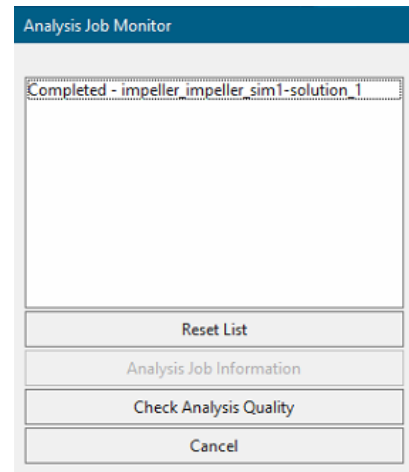 Analysis Job Monitor
Completed - impeller_impeller_sim1-solution_1
Reset List
Analysis Job Information
Check Analysis Quality
Cancel